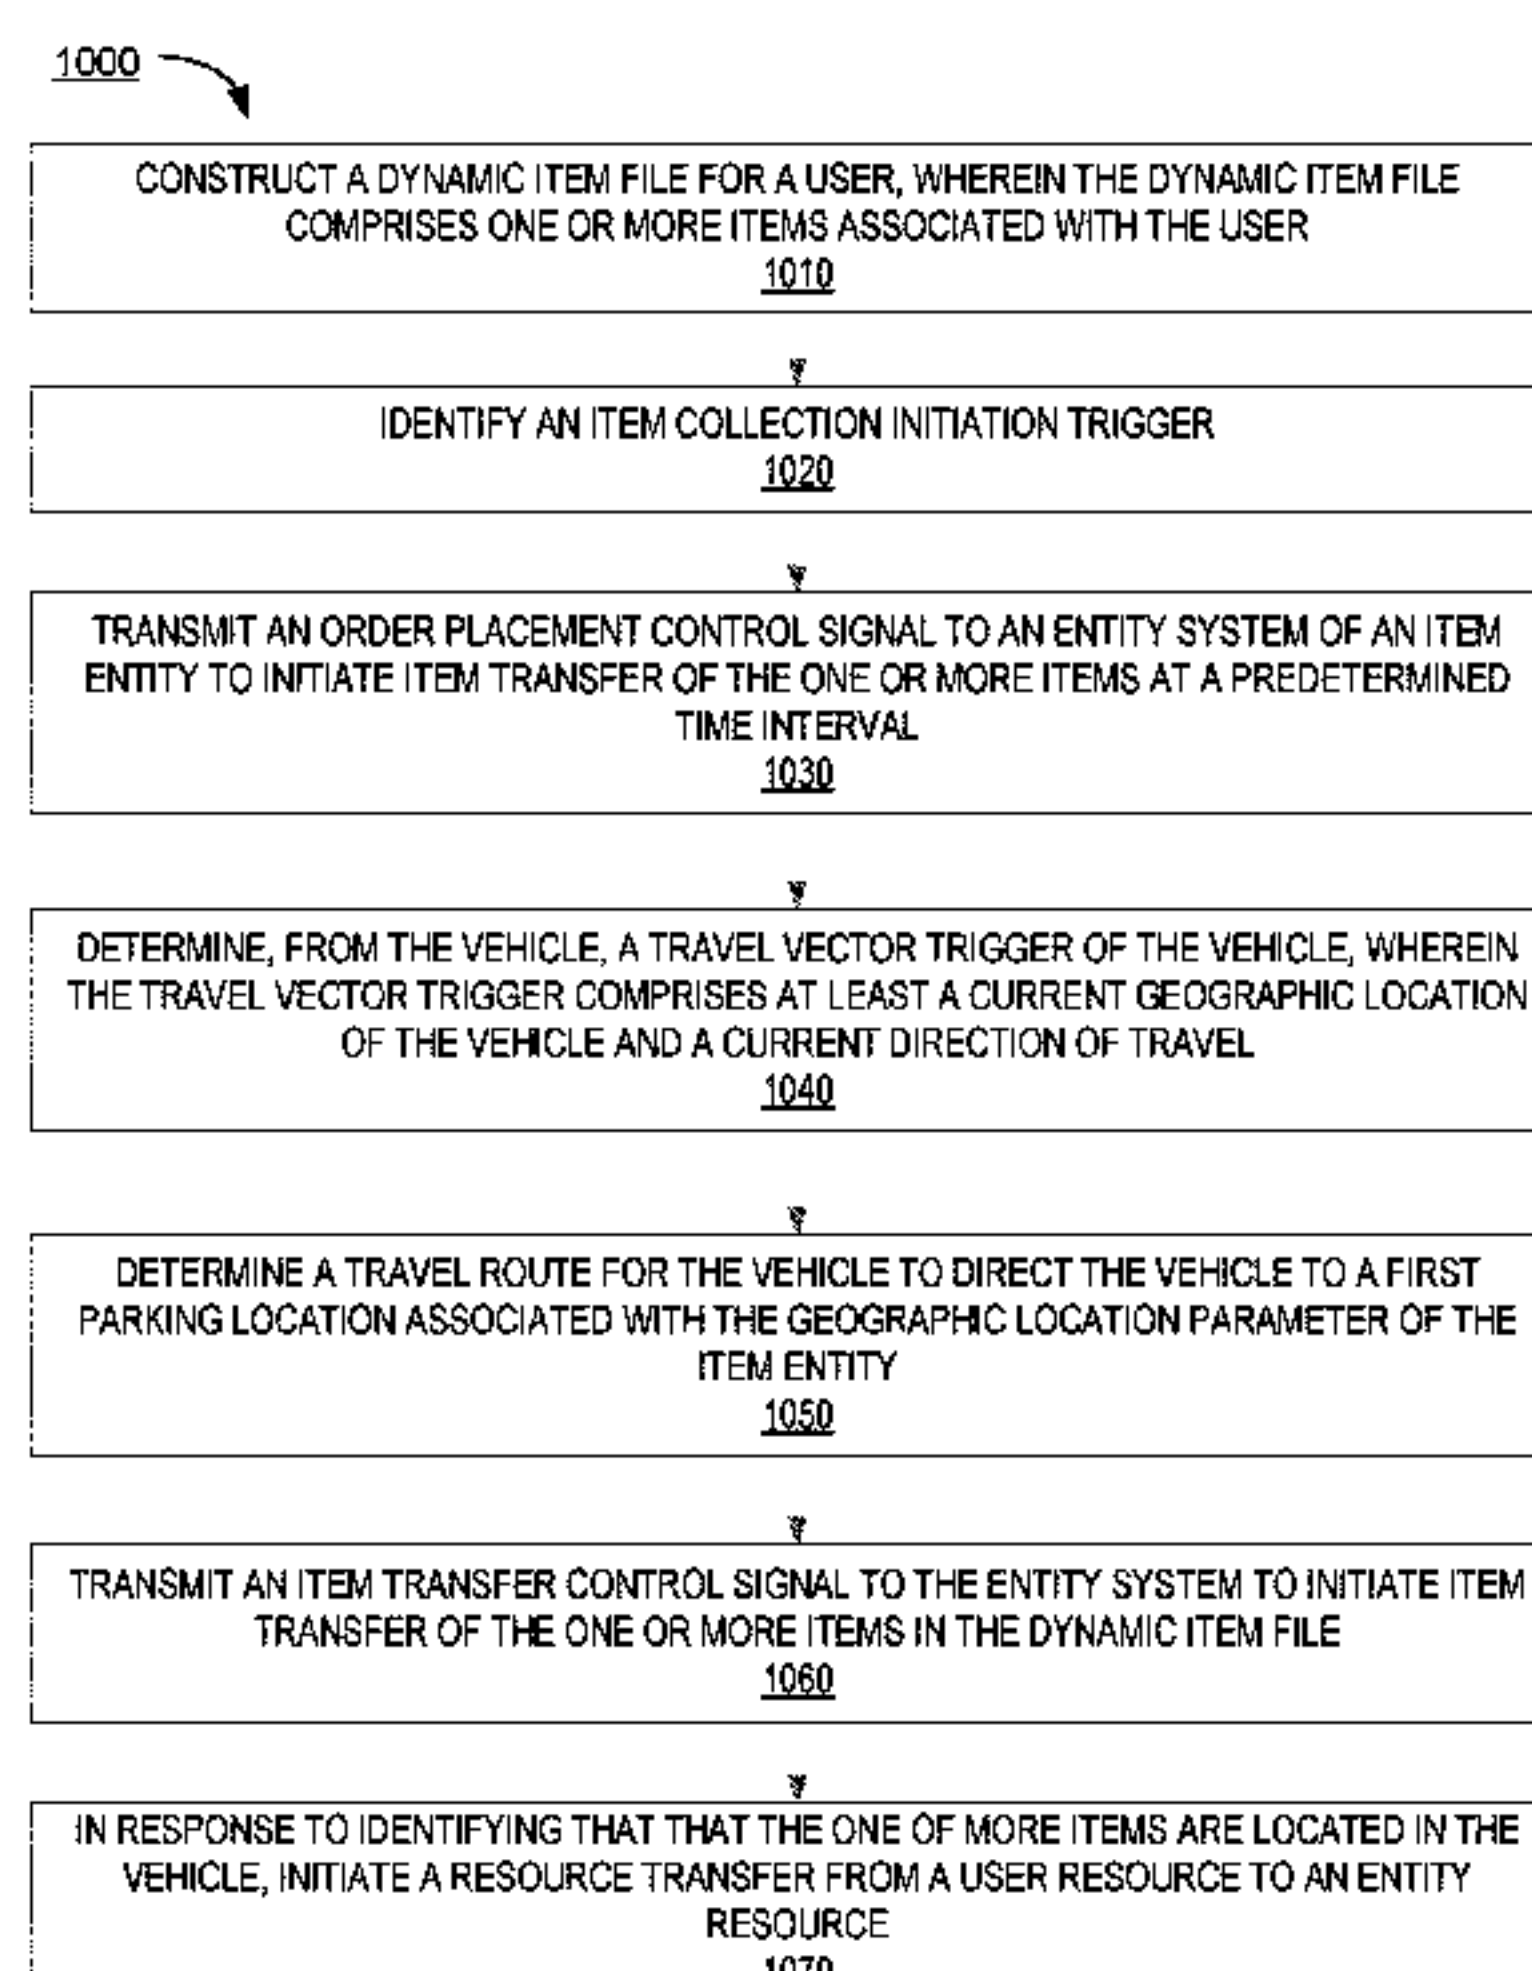 1000
CONSTRUCT A DYNAMIC ITEM FILE FOR A USER, WHEREIN THE DYNAMIC ITEM FILE
COMPRISES ONE OR MORE ITEMS ASSOCIATED WITH THE USER
1010
IDENTIFY AN ITEM COLLECTION INITIATION TRIGGER
1020
TRANSMIT AN ORDER PLACEMENT CONTROL SIGNAL TO AN ENTITY SYSTEM OF AN ITEM
ENTITY TO INITIATE ITEM TRANSFER OF THE ONE OR MORE ITEMS AT A PREDETERMINED
TIME INTERVAL
1030
DETERMINE, FROM THE VEHICLE, A TRAVEL VECTOR TRIGGER OF THE VEHICLE, WHEREIN
THE TRAVEL VECTOR TRIGGER COMPRISES AT LEAST A CURRENT GEOGRAPHIC LOCATION
OF THE VEHICLE AND A CURRENT DIRECTION OF TRAVEL
1040
DETERMINE A TRAVEL ROUTE FOR THE VEHICLE TO DIRECT THE VEHICLE TO A FIRST
PARKING LOCATION ASSOCIATED WITH THE GEOGRAPHIC LOCATION PARAMETER OF THE
ITEM ENTITY
1050
TRANSMIT AN ITEM TRANSFER CONTROL SIGNAL TO THE ENTITY SYSTEM TO INITIATE ITEM
TRANSFER OF THE ONE OR MORE ITEMS IN THE DYNAMIC ITEM FILE
1060
IN RESPONSE TO IDENTIFYING THAT THAT THE ONE OF MORE ITEMS ARE LOCATED IN THE
VEHICLE, INITIATE A RESOURCE TRANSFER FROM A USER RESOURCE TO AN ENTITY
RESOURCE
1070